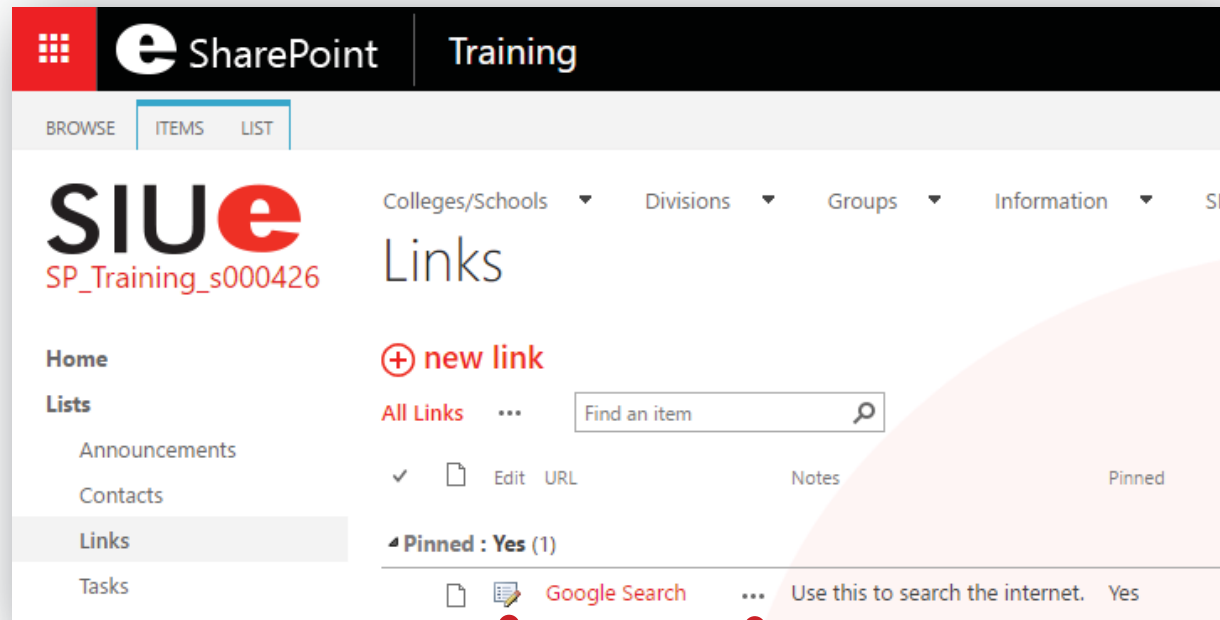 e SharePoint Training
BROWSE ITEMS LIST
SIUe
SP_Training_s000426
Colleges/Schools Divisions Groups Information
Links
Home
Lists
Announcements
Contacts
Links
Tasks
new link
All Links ... Find an item
Edit URL Notes Pinned
Pinned : Yes (1)
Google Search ... Use this to search the internet. Yes